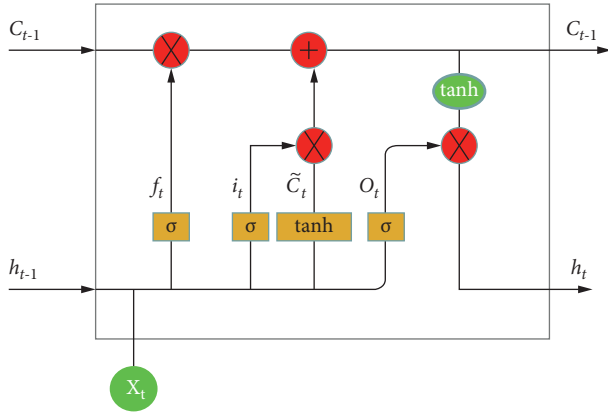 C_{t-1} C_{t-1}
tanh
f_t i_t C̃_t O_t
σ σ tanh σ
h_{t-1} h_t
X_t